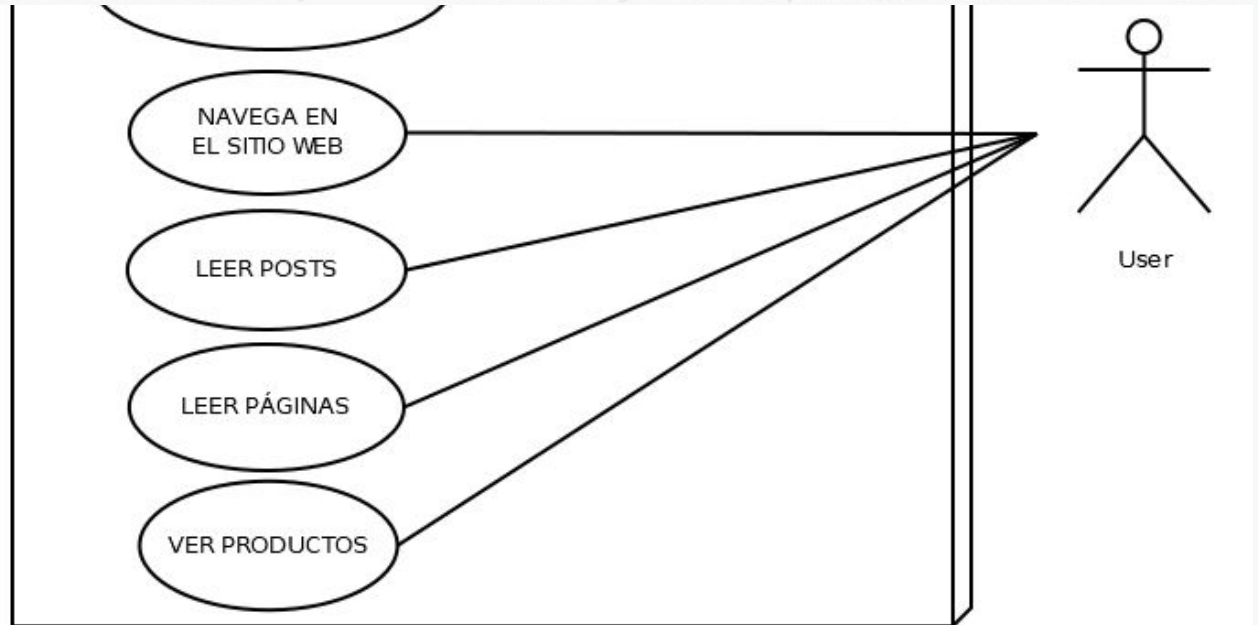 NAVEGA EN
EL SITIO WEB
LEER POSTS
User
LEER PÁGINAS
VER PRODUCTOS